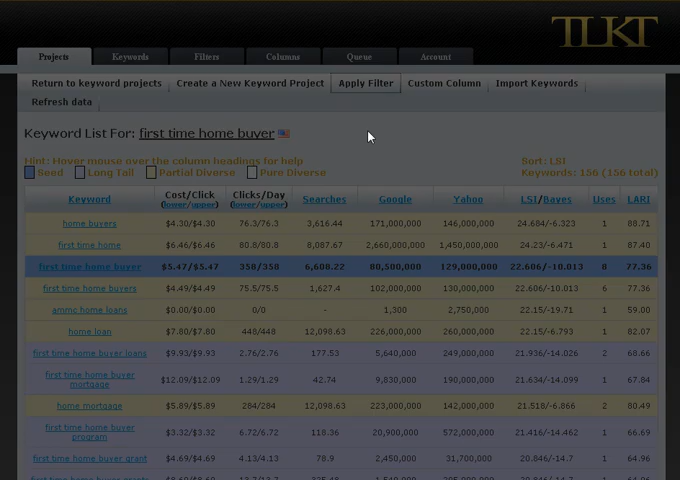 TLKT
Projects Keywords Filters Columns Queue Account
Return to keyword projects Create a New Keyword Project Apply Filter Custom Column Import Keywords
Refresh data
Keyword List For: first time home buyer
Hint: Hover mouse over the column headings for help Sort: LSI
Seed Long Tail Partial Diverse Pure Diverse Keywords: 156 (156 total)
Keyword Cost/Click (lower/upper) Clicks/Day (lower/upper) Searches Google Yahoo LSI/Bayes Uses LARI
home buyers $4.30/$4.30 76.3/76.3 3,616.44 171,000,000 146,000,000 24.684/-6.323 1 88.71
first time home $6.46/$6.46 80.8/80.8 8,087.67 2,660,000,000 1,450,000,000 24.23/-6.471 1 87.40
first time home buyer $5.47/$5.47 358/358 6,608.22 80,500,000 129,000,000 22.686/-10.013 8 77.36
first time home buyers $4.49/$4.49 75.5/75.5 1,627.4 102,000,000 130,000,000 22.606/-10.013 6 77.36
ammc home loans $0.00/$0.00 0/0 - 1,300 2,750,000 22.15/-19.71 1 59.00
home loan $7.80/$7.80 448/448 12,098.63 226,000,000 260,000,000 22.15/-6.793 1 82.07
first time home buyer loans $9.93/$9.93 2.76/2.76 177.53 5,640,000 249,000,000 21.936/-14.026 2 68.66
first time home buyer mortgage $12.09/$12.09 1.29/1.29 42.74 9,830,000 190,000,000 21.634/-14.099 1 67.84
home mortgage $5.89/$5.89 284/284 12,098.63 223,000,000 142,000,000 21.518/-6.866 2 80.49
first time home buyer program $3.32/$3.32 6.72/6.72 118.36 20,900,000 572,000,000 21.416/-14.462 1 66.69
first time home buyer grant $4.69/$4.69 4.13/4.13 78.9 2,450,000 31,700,000 20.846/-14.7 1 64.96